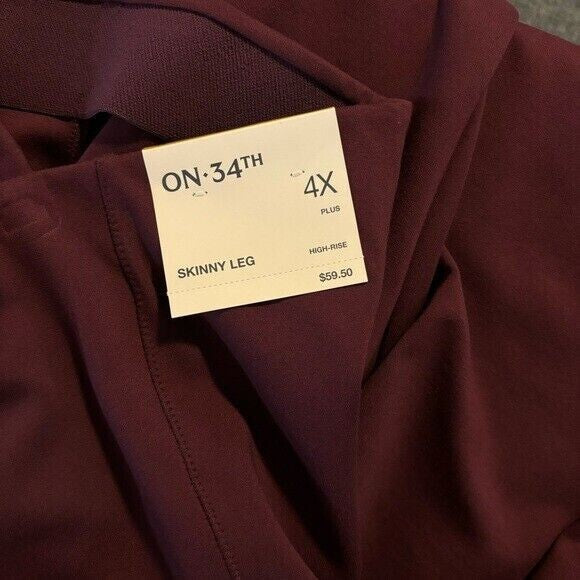 ON·34TH
4X
PLUS
SKINNY LEG
HIGH-RISE
$59.50